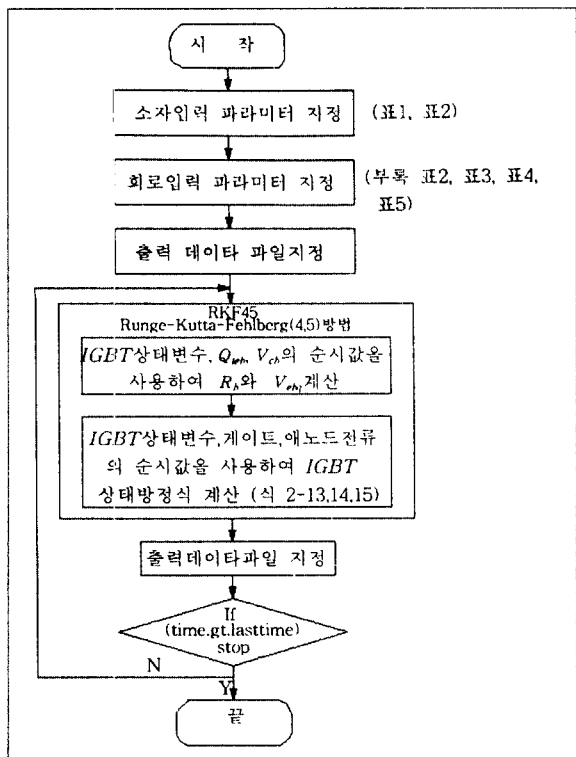 시 작
소자인력 파라미터 지정 (표1, 표2)
회로입력 파라미터 지정 (부록 표2, 표3, 표4,
표5)
출력 데이타 파일지정
RKF45
Runge-Kutta-Fehlberg(4,5)방법
IGBT상태변수, V의 순시값을
사용하여 계산
IGBT상태변수,게이트,애노드전류
의 순시값을 사용하여 IGBT
상태방정식 계산 (식 2-13,14,15)
출력데이타파일 지정
If
(time.gt.lasttime)
stop
N
Y
끝